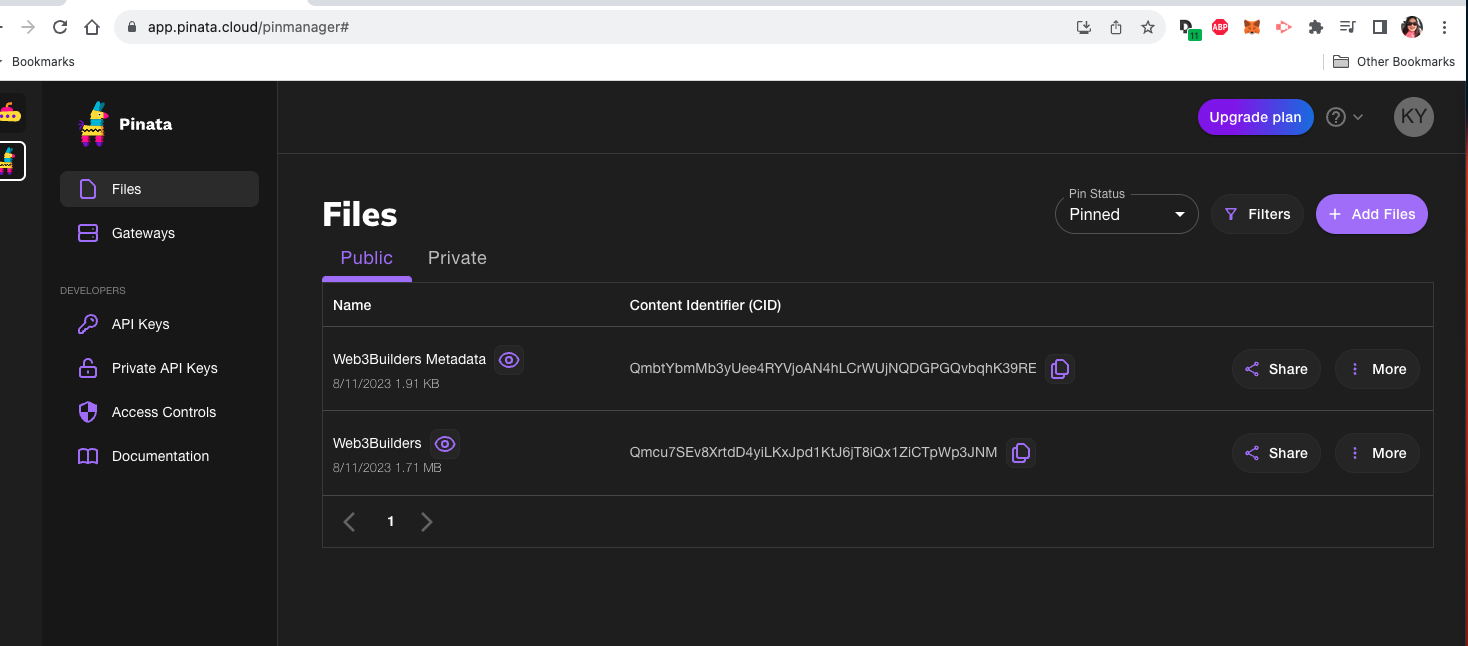 app.pinata.cloud/pinmanager#
11
ABP
Bookmarks
Other Bookmarks
Pinata
Upgrade plan
?
KY
Files
Gateways
DEVELOPERS
API Keys
Private API Keys
Access Controls
Documentation
Files
Pin Status
Pinned
Filters
+ Add Files
Public Private
Name Content Identifier (CID)
Web3Builders Metadata
8/11/2023 1.91 KB
QmbtYbmMb3yUee4RYVjoAN4hLCrWUjNQDGPGQvbqhK39RE
Share More
Web3Builders
8/11/2023 1.71 MB
Qmcu7SEv8XrtdD4yiLKxJpd1KtJ6jT8iQx1ZiCTpWp3JNM
Share More
1